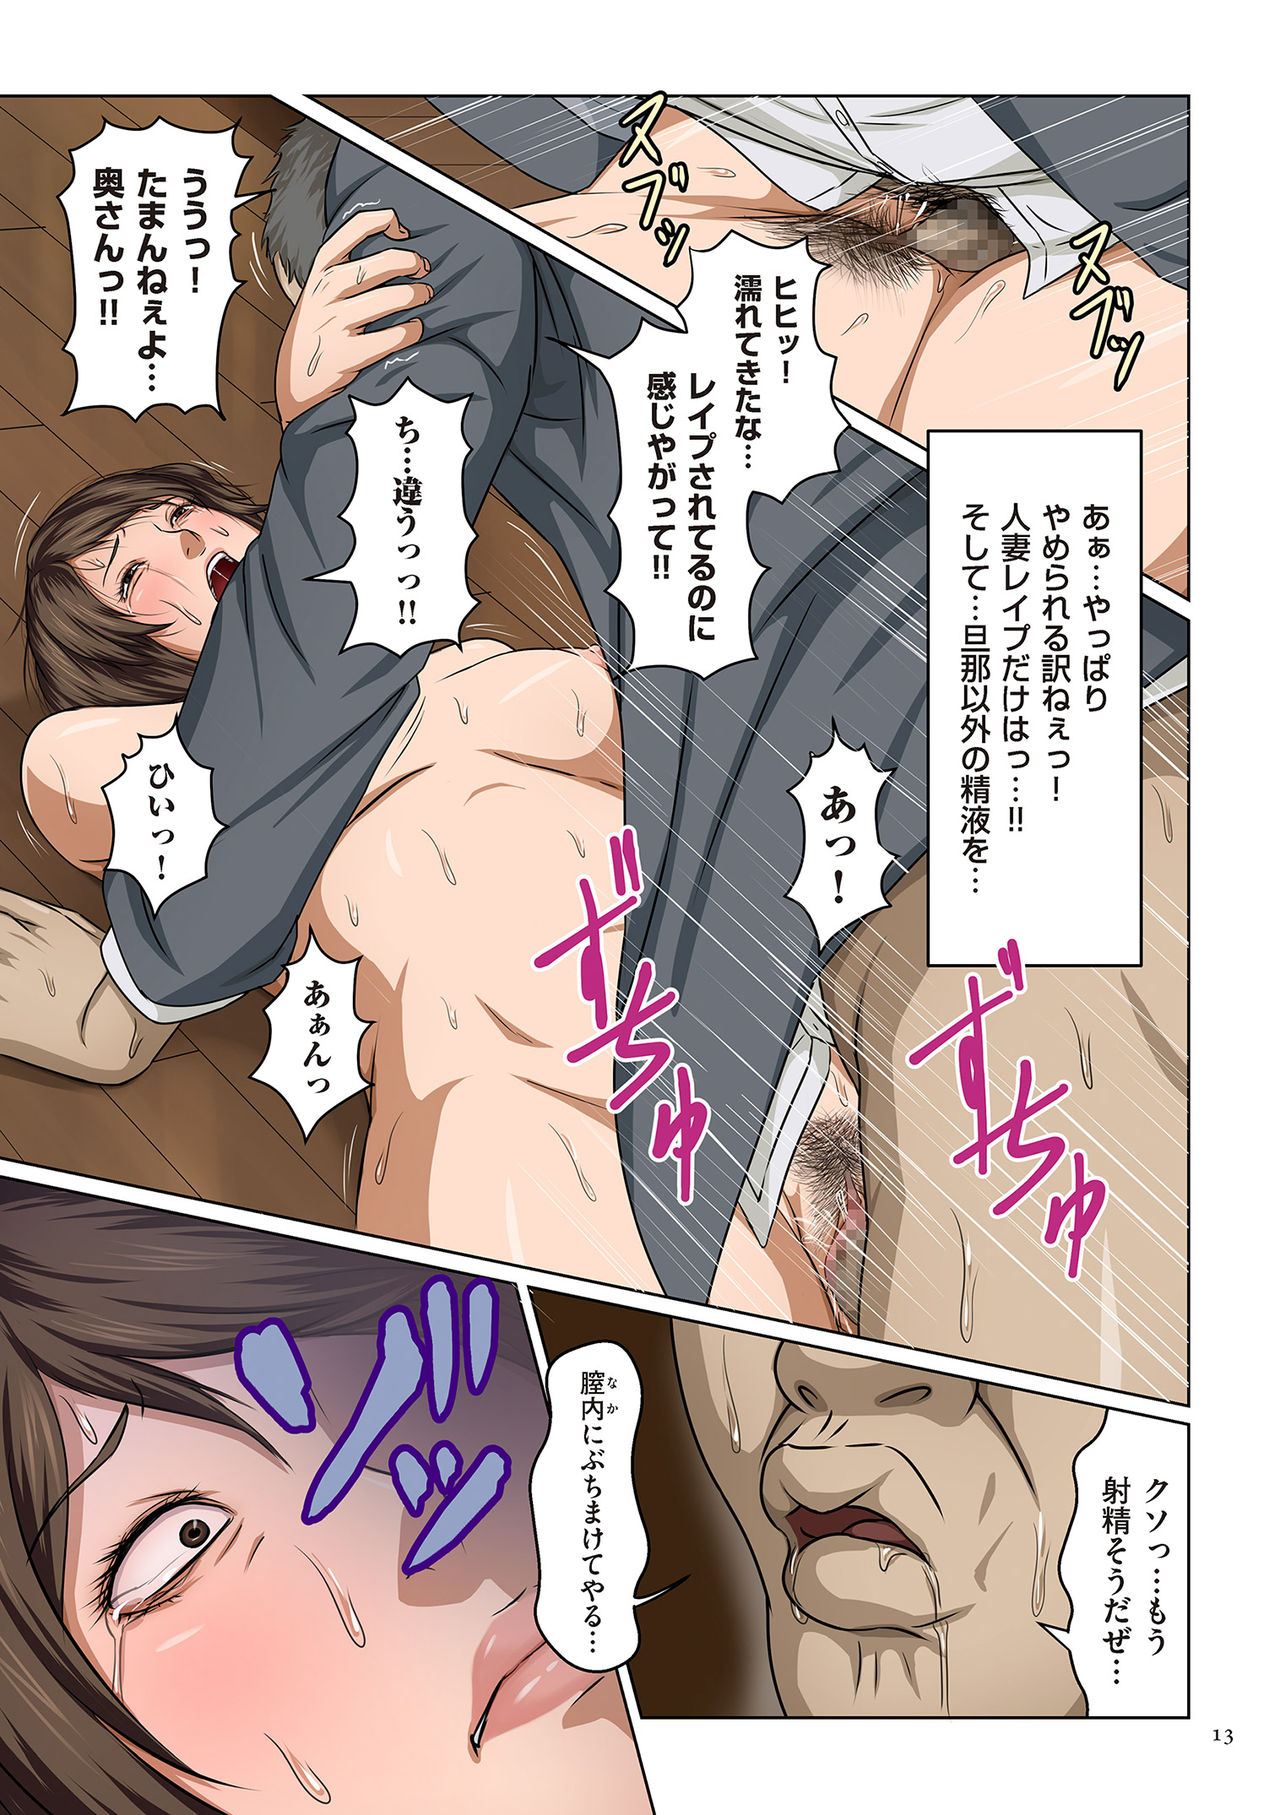 ヌブッ
ヌブッ
ヒヒッ！
濡れてきたな…
レイプされてるのに
感じやがって!!
ううっ！
たまんねぇよ…
奥さんっ!!
あぁ…やっぱり
やめられる訳ねぇっ！
人妻レイプだけはっ…!!
そして…旦那以外の精液を…
ち…違うっっ!!
あっ！
ひいっ！
あぁんっ
ずちゅ
ずちゅ
クソっ…もう
射精そうだぜ…
膣内にぶちまけてやる…
なか
ゾッ
13